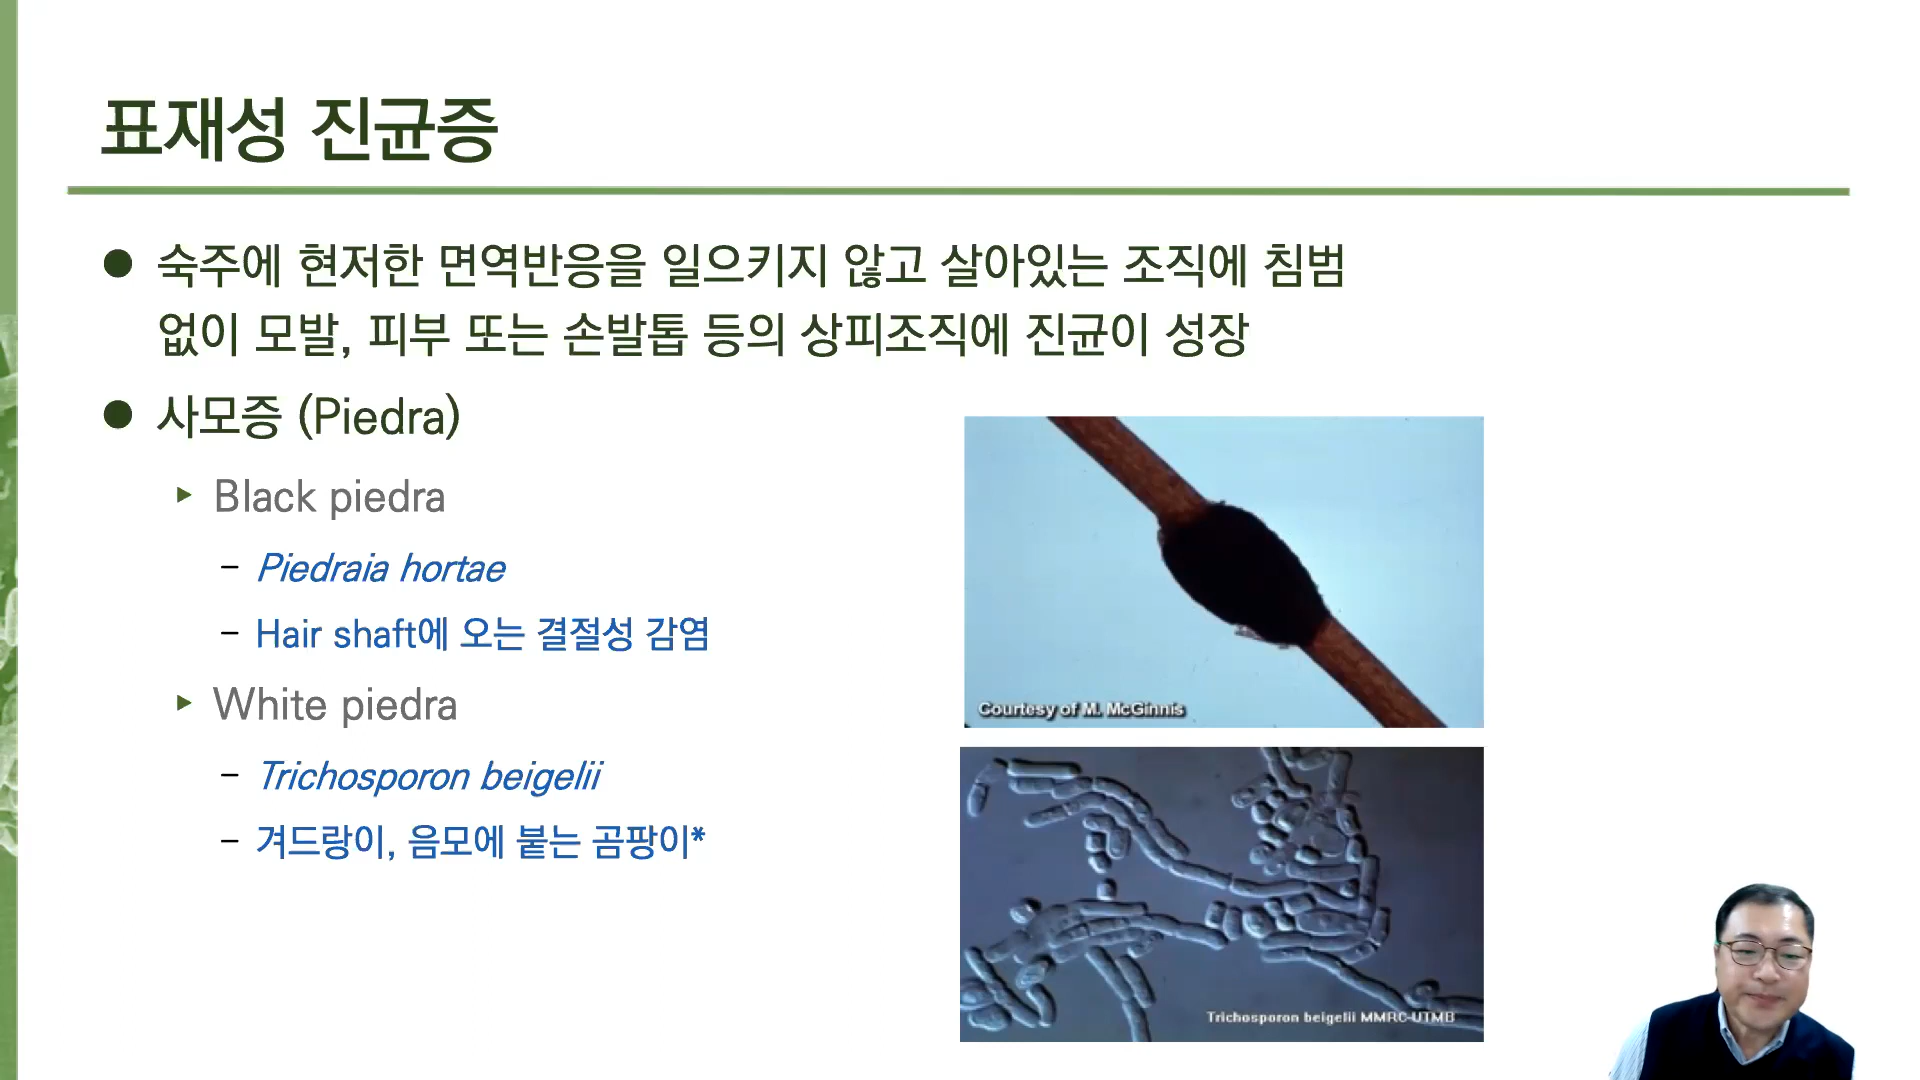 표재성 진균증
● 숙주에 현저한 면역반응을 일으키지 않고 살아있는 조직에 침범
없이 모발, 피부 또는 손발톱 등의 상피조직에 진균이 성장
● 사모증 (Piedra)
▸ Black piedra
– Piedraia hortae
– Hair shaft에 오는 결절성 감염
▸ White piedra
– Trichosporon beigelii
– 겨드랑이, 음모에 붙는 곰팡이*
Courtesy of M. McGinnis
Trichosporon beigelii MMRC-UTMB